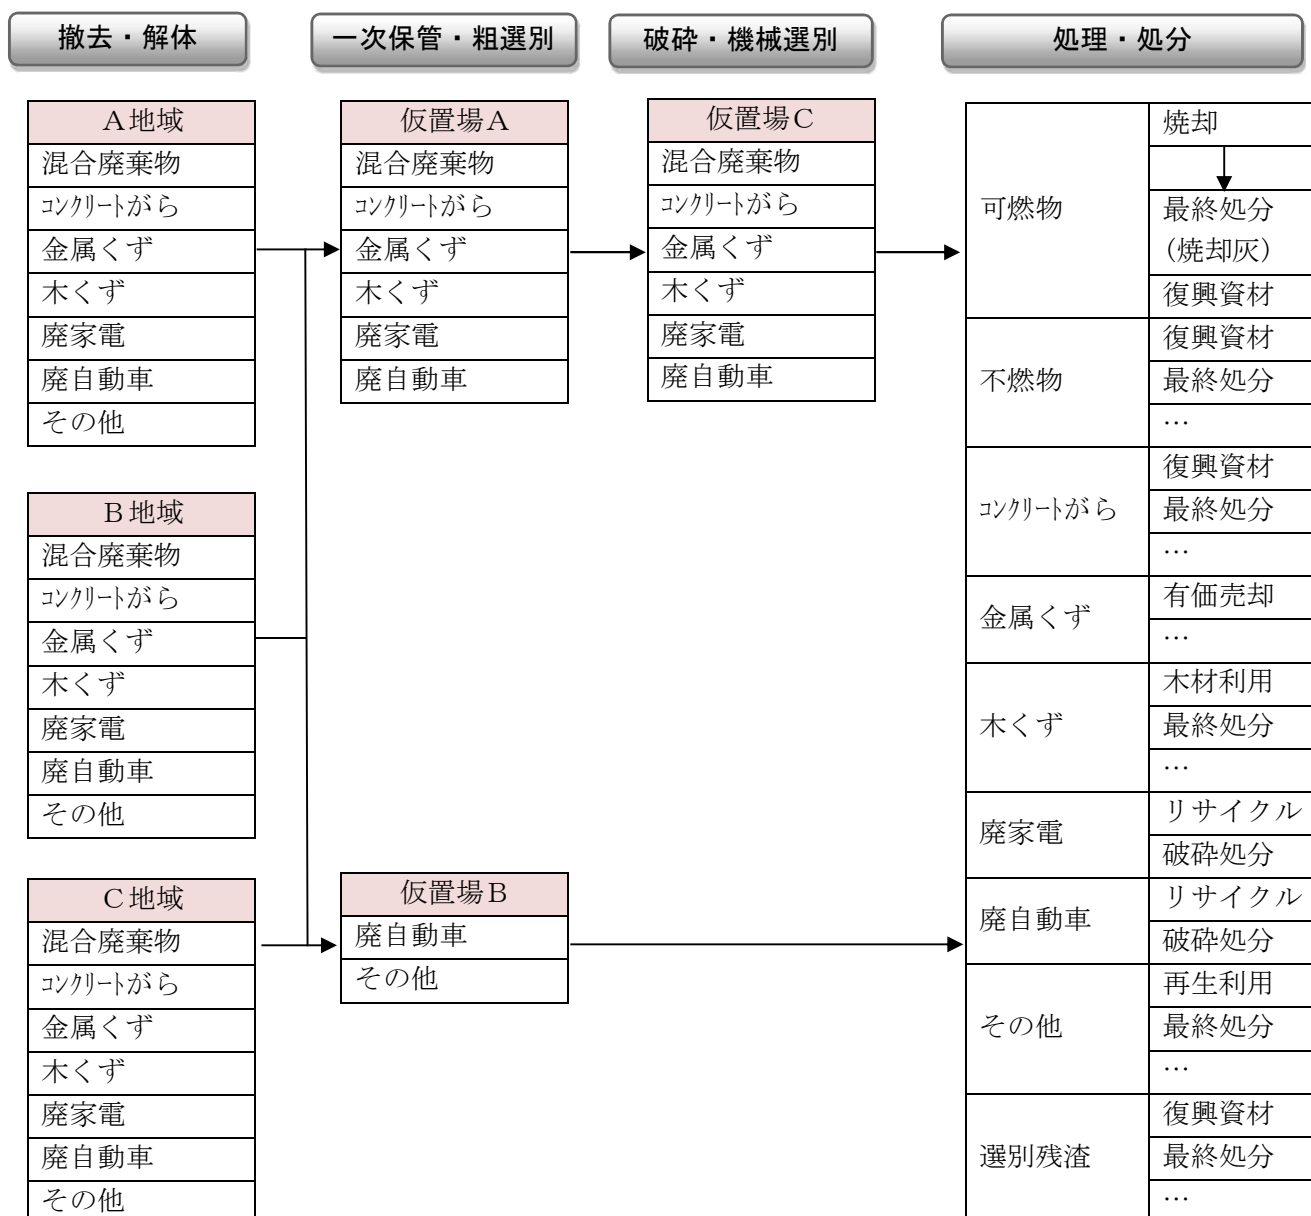 撤去・解体
一次保管・粗選別
破砕・機械選別
処理・処分
A地域
混合廃棄物
ｺﾝｸﾘｰﾄがら
金属くず
木くず
廃家電
廃自動車
その他
B地域
混合廃棄物
ｺﾝｸﾘｰﾄがら
金属くず
木くず
廃家電
廃自動車
その他
C地域
混合廃棄物
ｺﾝｸﾘｰﾄがら
金属くず
木くず
廃家電
廃自動車
その他
仮置場A
混合廃棄物
ｺﾝｸﾘｰﾄがら
金属くず
木くず
廃家電
廃自動車
仮置場B
廃自動車
その他
仮置場C
混合廃棄物
ｺﾝｸﾘｰﾄがら
金属くず
木くず
廃家電
廃自動車
可燃物
焼却
最終処分
（焼却灰）
復興資材
不燃物
復興資材
最終処分
…
ｺﾝｸﾘｰﾄがら
復興資材
最終処分
…
金属くず
有価売却
…
木くず
木材利用
最終処分
…
廃家電
リサイクル
破砕処分
廃自動車
リサイクル
破砕処分
その他
再生利用
最終処分
…
選別残渣
復興資材
最終処分
…